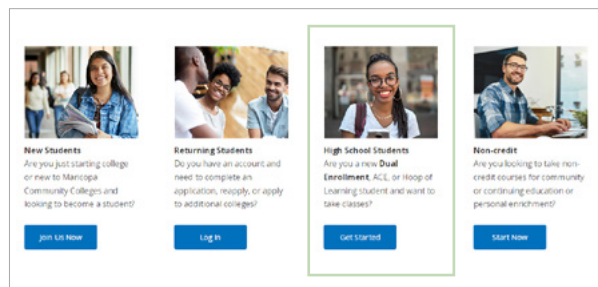 New Students
Are you just starting college
or new to Maricopa
Community Colleges and
looking to become a student?
Join Us Now
Returning Students
Do you have an account and
need to complete an
application, reapply, or apply
to additional colleges?
Log In
High School Students
Are you a new Dual
Enrollment, ACE, or Hoop of
Learning student and want to
take classes?
Get Started
Non-credit
Are you looking to take non-
credit courses for community
or continuing education or
personal enrichment?
Start Now